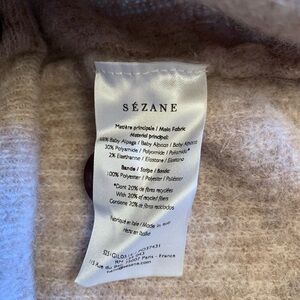 SÉZANE
Matière principale / Main Fabric
Material principal:
Baby Alpaga / Baby Alpaca / Baby Alpaca
30% Polyamide / Polyamide / Polyamida*
2% Elasthanne / Elastane / Elastano
Bande / Stripe / Banda:
100% Polyester / Polyester / Poliéster
*Dont 20% de fibres recyclées
With 20% of recycled fibers
Contiene 20% de fibras recicladas
Fabriqué en Italie / Made in Italy
Hecho en Italia
75007 Paris - France